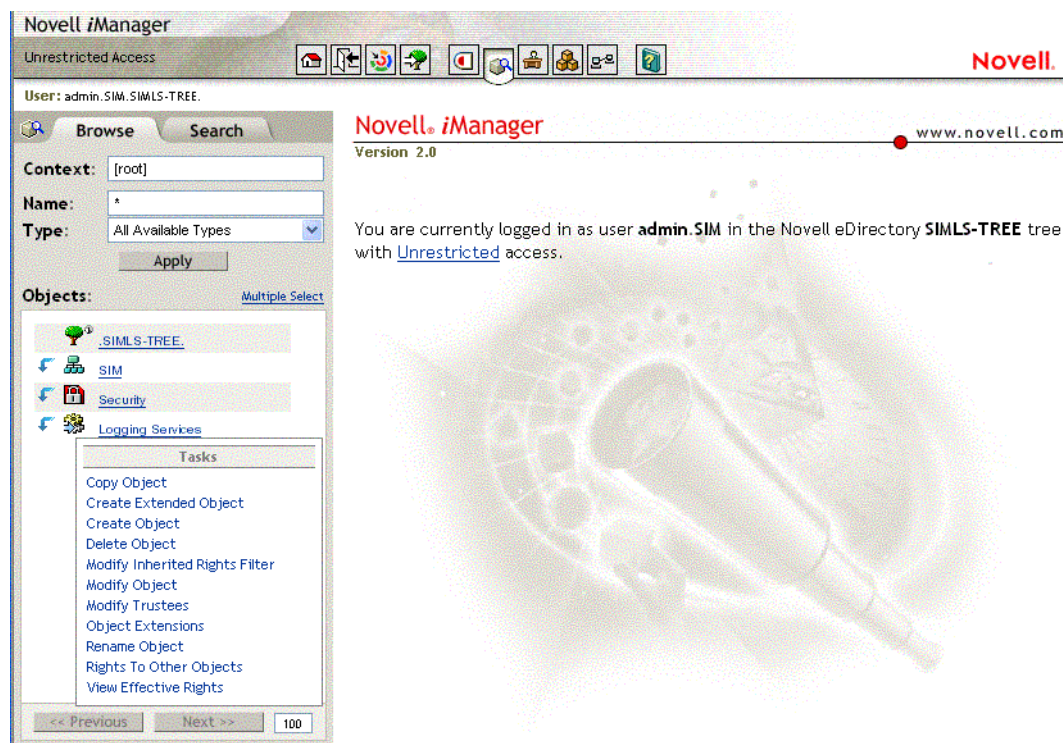 Novell iManager
Unrestricted Access
Novell.
User: admin.SIM.SIMLS-TREE.
Browse Search
Context: [root]
Name: *
Type: All Available Types
Apply
Objects: Multiple Select
.SIMLS-TREE.
SIM
Security
Logging Services
Tasks
Copy Object
Create Extended Object
Create Object
Delete Object
Modify Inherited Rights Filter
Modify Object
Modify Trustees
Object Extensions
Rename Object
Rights To Other Objects
View Effective Rights
<< Previous Next >> 100
Novell® iManager
www.novell.com
Version 2.0
You are currently logged in as user admin.SIM in the Novell eDirectory SIMLS-TREE tree
with Unrestricted access.